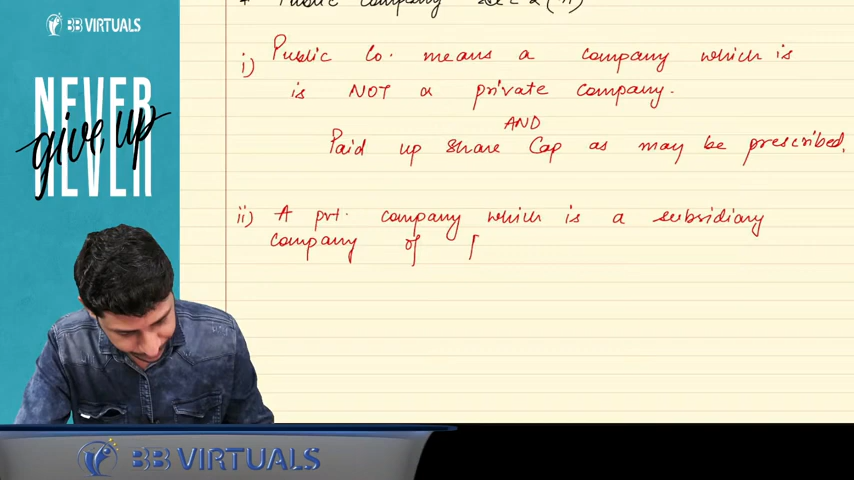 BB VIRTUALS
NEVER
give up
NEVER
Public Company Sec 2(71)
i) Public Co. means a company which is
is NOT a private company.
AND
Paid up share Cap as may be prescribed.
ii) A pvt. company which is a subsidiary
company of
BB VIRTUALS